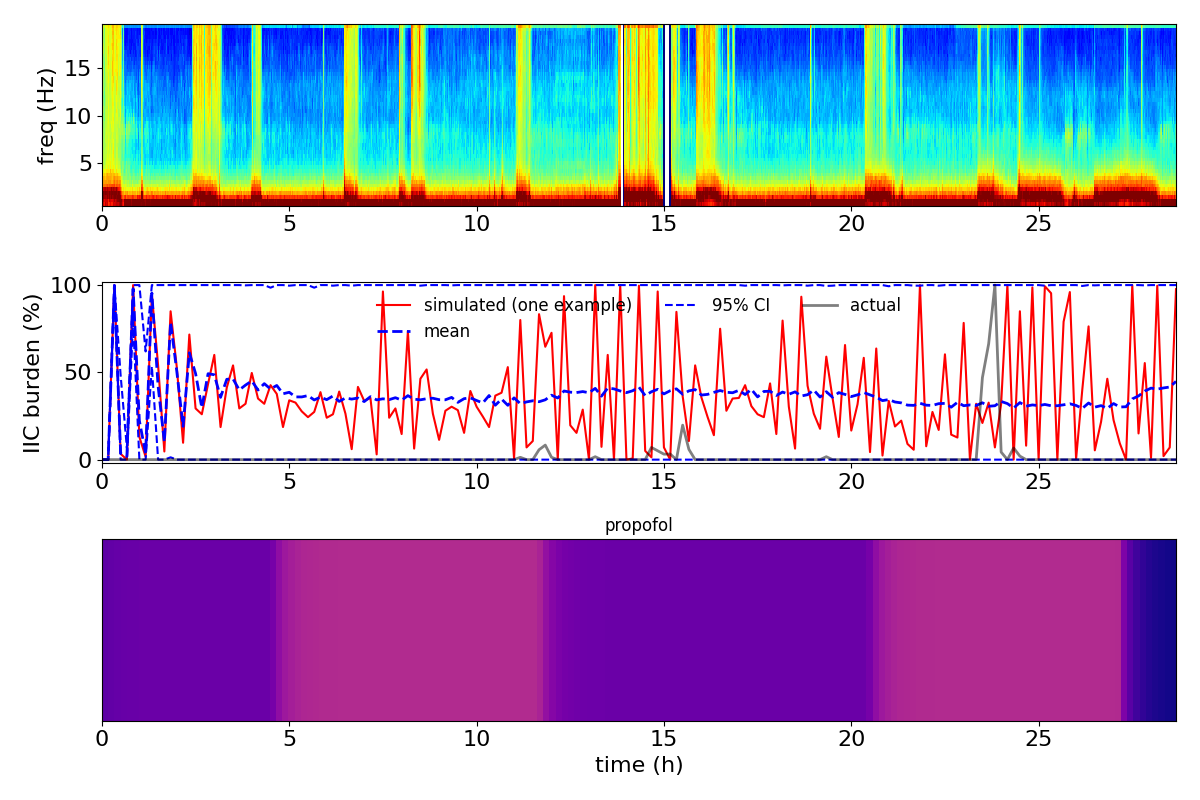 freq (Hz)
15
10
5
0 5 10 15 20 25
IIC burden (%)
100
50
0
simulated (one example) 95% CI actual
mean
0 5 10 15 20 25
propofol
0 5 10 15 20 25
time (h)